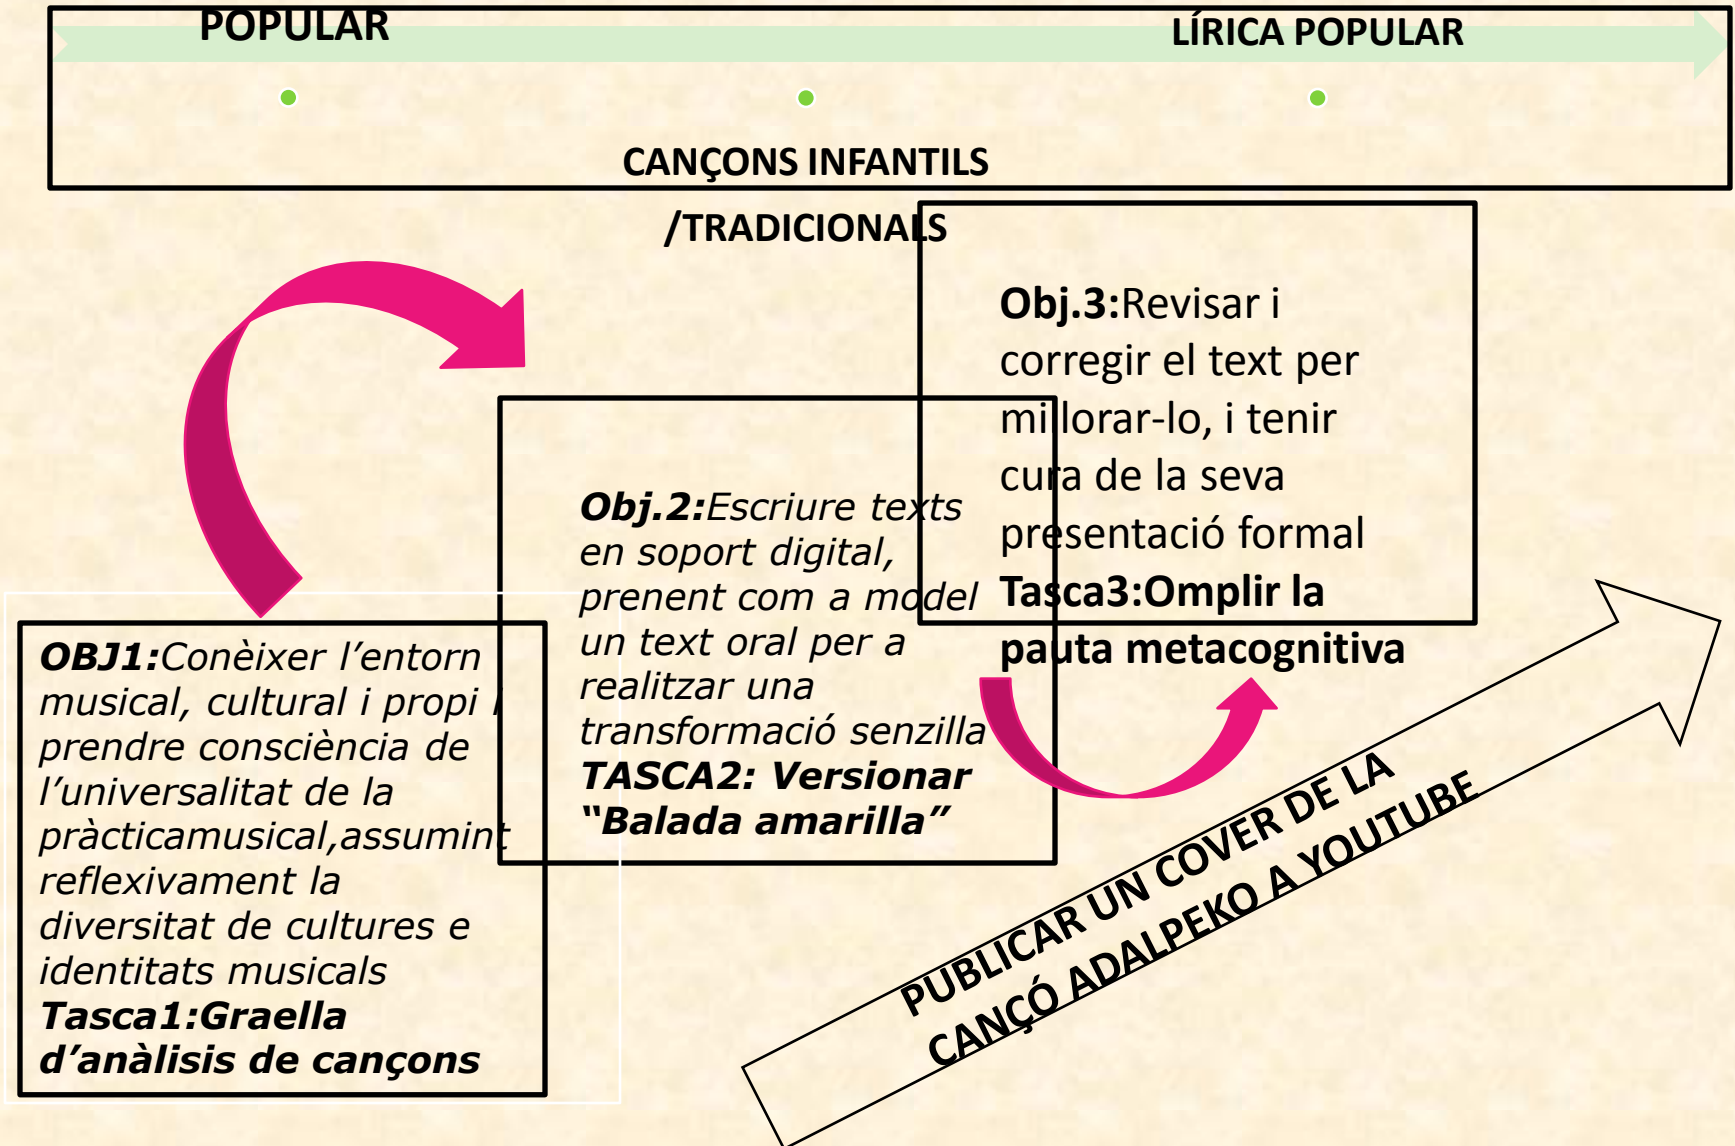 POPULAR
LÍRICA POPULAR
CANÇONS INFANTILS
/TRADICIONALS
OBJ1:Conèixer l’entorn
musical, cultural i propi i
prendre consciència de
l’universalitat de la
pràcticamusical,assumint
reflexivament la
diversitat de cultures e
identitats musicals
Tasca1:Graella
d’anàlisis de cançons
Obj.2:Escriure texts
en soport digital,
prenent com a model
un text oral per a
realitzar una
transformació senzilla
TASCA2: Versionar
“Balada amarilla”
Obj.3:Revisar i
corregir el text per
millorar-lo, i tenir
cura de la seva
presentació formal
Tasca3:Omplir la
pauta metacognitiva
PUBLICAR UN COVER DE LA
CANÇÓ ADALPEKO A YOUTUBE